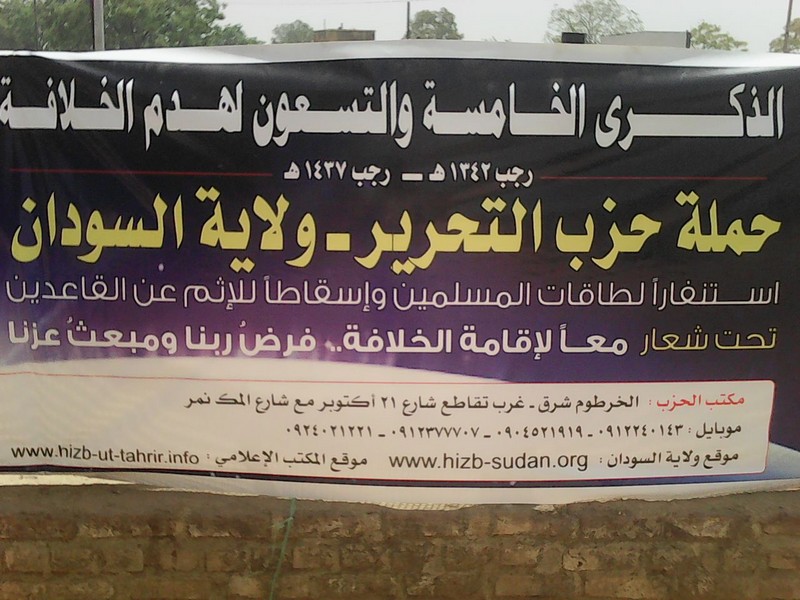 الذكرى الخامسة والتسعون لهدم الخلافة
رجب ١٣٤٢ هـ - رجب ١٤٣٧ هـ
حملة حزب التحرير - ولاية السودان
استنفاراً لطاقات المسلمين وإسقاطاً للإثم عن القاعدين
تحت شعار معاً لإقامة الخلافة.. فرضُ ربنا ومبعثُ عزنا
مكتب الحزب: الخرطوم شرق - غرب تقاطع شارع ٢١ أكتوبر مع شارع المك نمر
موبايل: ٠٩١٢٢٤٠١٤٣ - ٠٩٠٤٥٢١٩١٩ - ٠٩١٢٣٧٧٧٠٧ - ٠٩٢٤٠٢١٢٢١
موقع ولاية السودان: www.hizb-sudan.org موقع المكتب الإعلامي: www.hizb-ut-tahrir.info